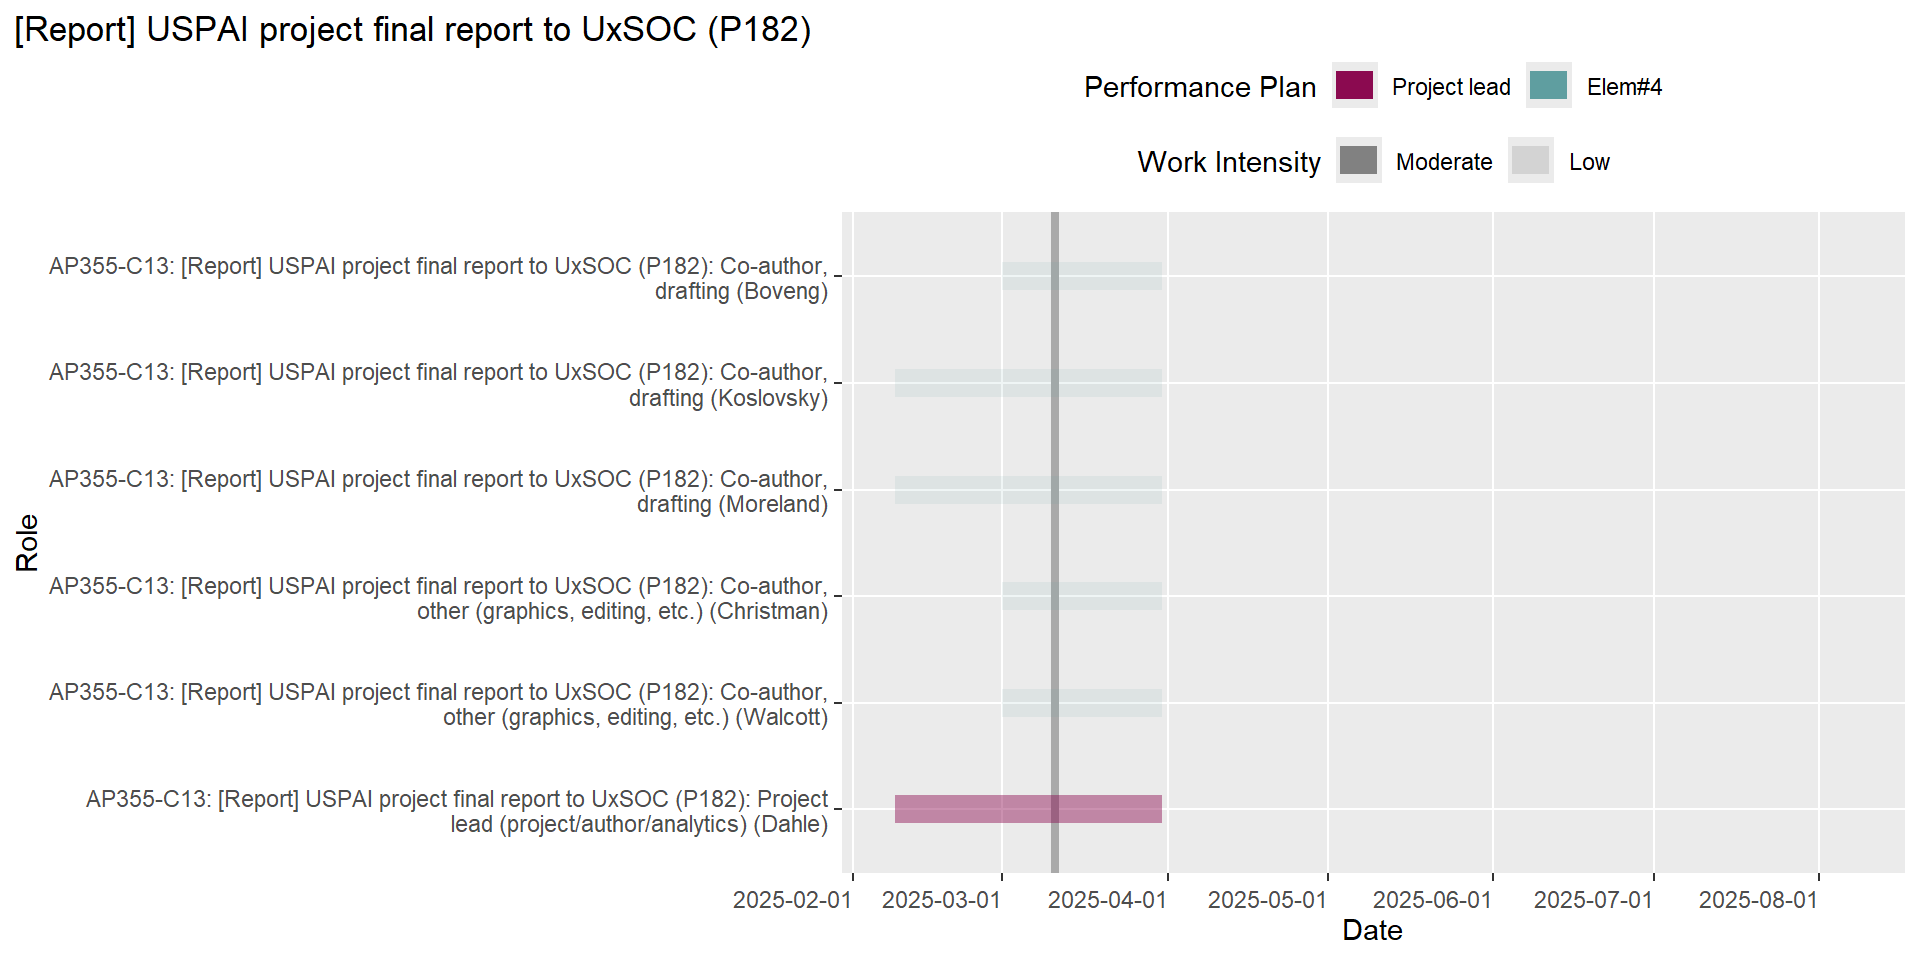 [Report] USPAI project final report to UxSOC (P182)
Performance Plan Project lead Elem#4
Work Intensity Moderate Low
AP355-C13: [Report] USPAI project final report to UxSOC (P182): Co-author,
drafting (Boveng)
AP355-C13: [Report] USPAI project final report to UxSOC (P182): Co-author,
drafting (Koslovsky)
AP355-C13: [Report] USPAI project final report to UxSOC (P182): Co-author,
drafting (Moreland)
Role
AP355-C13: [Report] USPAI project final report to UxSOC (P182): Co-author,
other (graphics, editing, etc.) (Christman)
AP355-C13: [Report] USPAI project final report to UxSOC (P182): Co-author,
other (graphics, editing, etc.) (Walcott)
AP355-C13: [Report] USPAI project final report to UxSOC (P182): Project
lead (project/author/analytics) (Dahle)
2025-02-01 2025-03-01 2025-04-01 2025-05-01 2025-06-01 2025-07-01 2025-08-01
Date